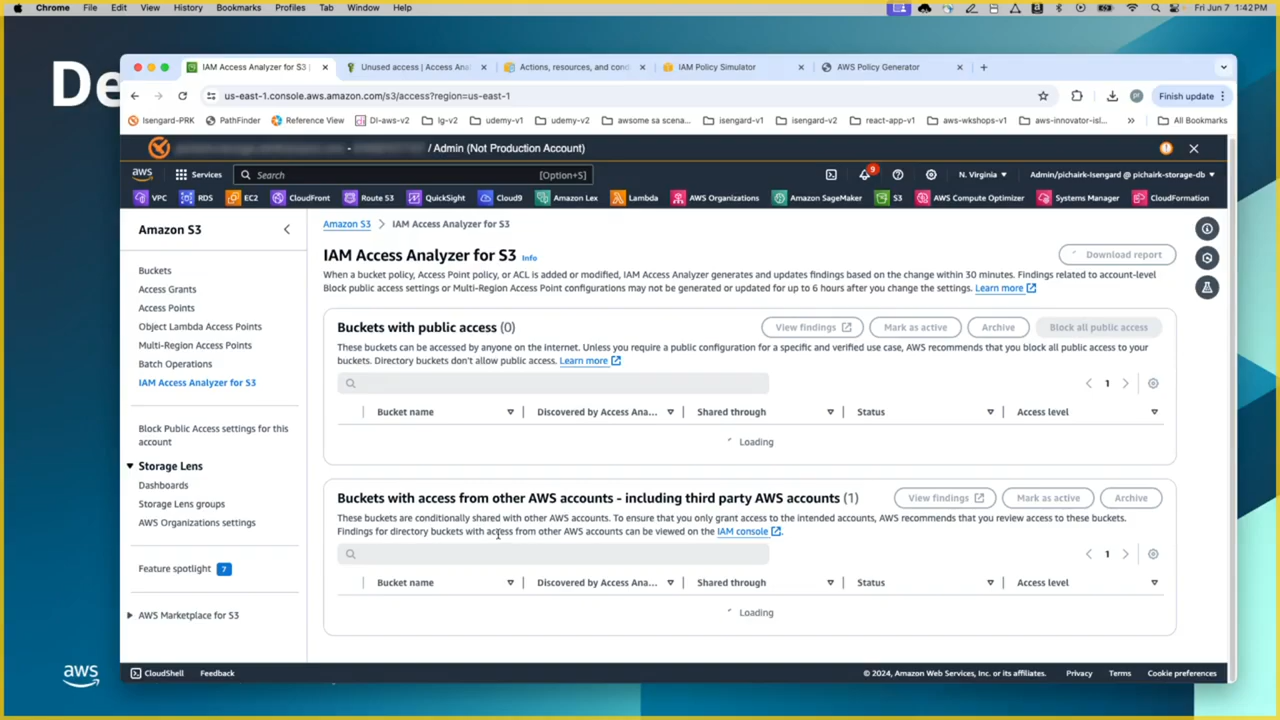 Chrome File Edit View History Bookmarks Profiles Tab Window Help Fri Jun 7 1:42PM
De
IAM Access Analyzer for S3 | Unused access | Access Ana Actions, resources, and cond IAM Policy Simulator AWS Policy Generator
us-east-1.console.aws.amazon.com/s3/access?region=us-east-1 Finish update
Isengard-PRK PathFinder Reference View DI-aws-v2 lg-v2 udemy-v1 udemy-v2 awsome sa scena... isengard-v1 isengard-v2 react-app-v1 aws-wkshops-v1 aws-innovator-isl... » All Bookmarks
/ Admin (Not Production Account)
aws Services Search [Option+S] 9 N. Virginia Admin/pichairk-isengard @ pichairk-storage-db
VPC RDS EC2 CloudFront Route 53 QuickSight Cloud9 Amazon Lex Lambda AWS Organizations Amazon SageMaker S3 AWS Compute Optimizer Systems Manager CloudFormation
Amazon S3
Buckets
Access Grants
Access Points
Object Lambda Access Points
Multi-Region Access Points
Batch Operations
IAM Access Analyzer for S3
Block Public Access settings for this
account
Storage Lens
Dashboards
Storage Lens groups
AWS Organizations settings
Feature spotlight 7
AWS Marketplace for S3
Amazon S3 > IAM Access Analyzer for S3
IAM Access Analyzer for S3 Info
Download report
When a bucket policy, Access Point policy, or ACL is added or modified, IAM Access Analyzer generates and updates findings based on the change within 30 minutes. Findings related to account-level
Block public access settings or Multi-Region Access Point configurations may not be generated or updated for up to 6 hours after you change the settings. Learn more
Buckets with public access (0)
View findings Mark as active Archive Block all public access
These buckets can be accessed by anyone on the internet. Unless you require a public configuration for a specific and verified use case, AWS recommends that you block all public access to your
buckets. Directory buckets don't allow public access. Learn more
1
Bucket name Discovered by Access Ana... Shared through Status Access level
Loading
Buckets with access from other AWS accounts - including third party AWS accounts (1)
View findings Mark as active Archive
These buckets are conditionally shared with other AWS accounts. To ensure that you only grant access to the intended accounts, AWS recommends that you review access to these buckets.
Findings for directory buckets with access from other AWS accounts can be viewed on the IAM console.
1
Bucket name Discovered by Access Ana... Shared through Status Access level
Loading
CloudShell Feedback © 2024, Amazon Web Services, Inc. or its affiliates. Privacy Terms Cookie preferences
aws